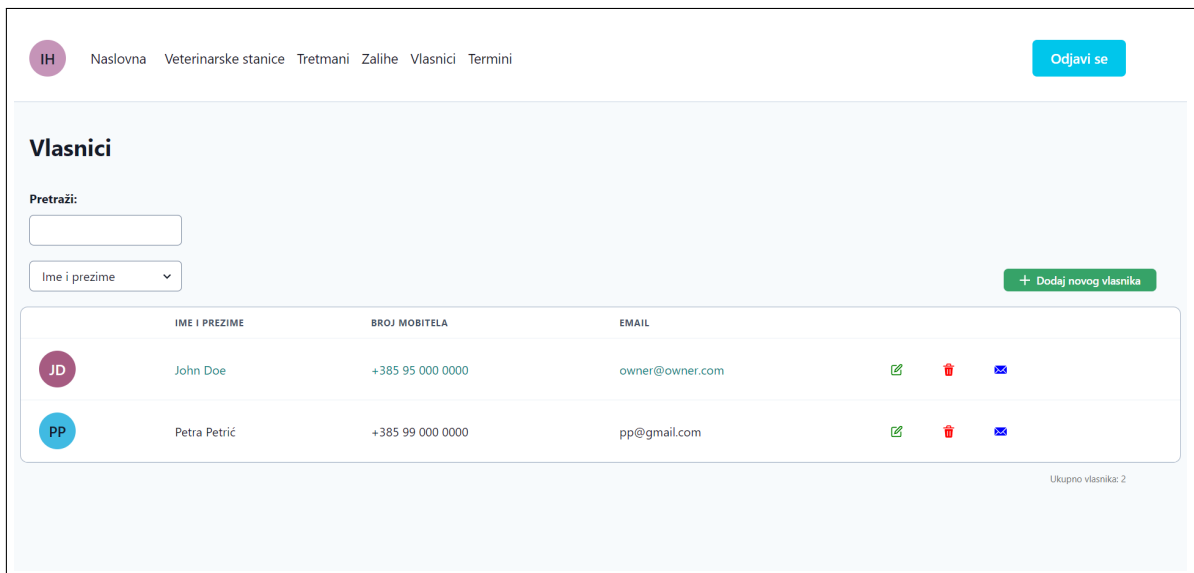 IH Naslovna Veterinarske stanice Tretmani Zalihe Vlasnici Termini Odjavi se
Vlasnici
Pretraži:
Ime i prezime
+ Dodaj novog vlasnika
IME I PREZIME BROJ MOBITELA EMAIL
JD John Doe +385 95 000 0000 owner@owner.com
PP Petra Petrić +385 99 000 0000 pp@gmail.com
Ukupno vlasnika: 2